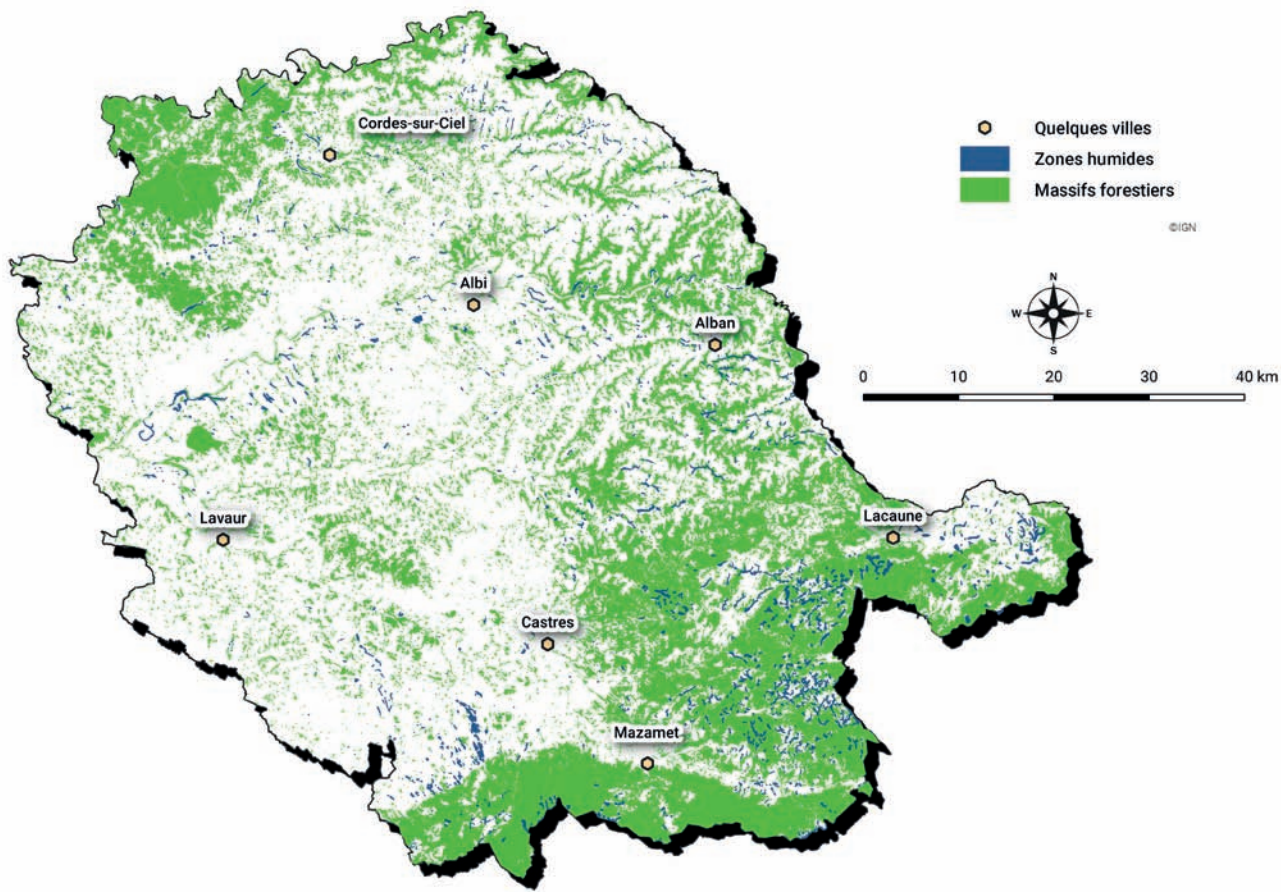 Cordes-sur-Ciel
Quelques villes
Zones humides
Massifs forestiers
©IGN
Albi
N
W
E
S
Alban
0
10
20
30
40 km
Lavaur
Lacaune
Castres
Mazamet